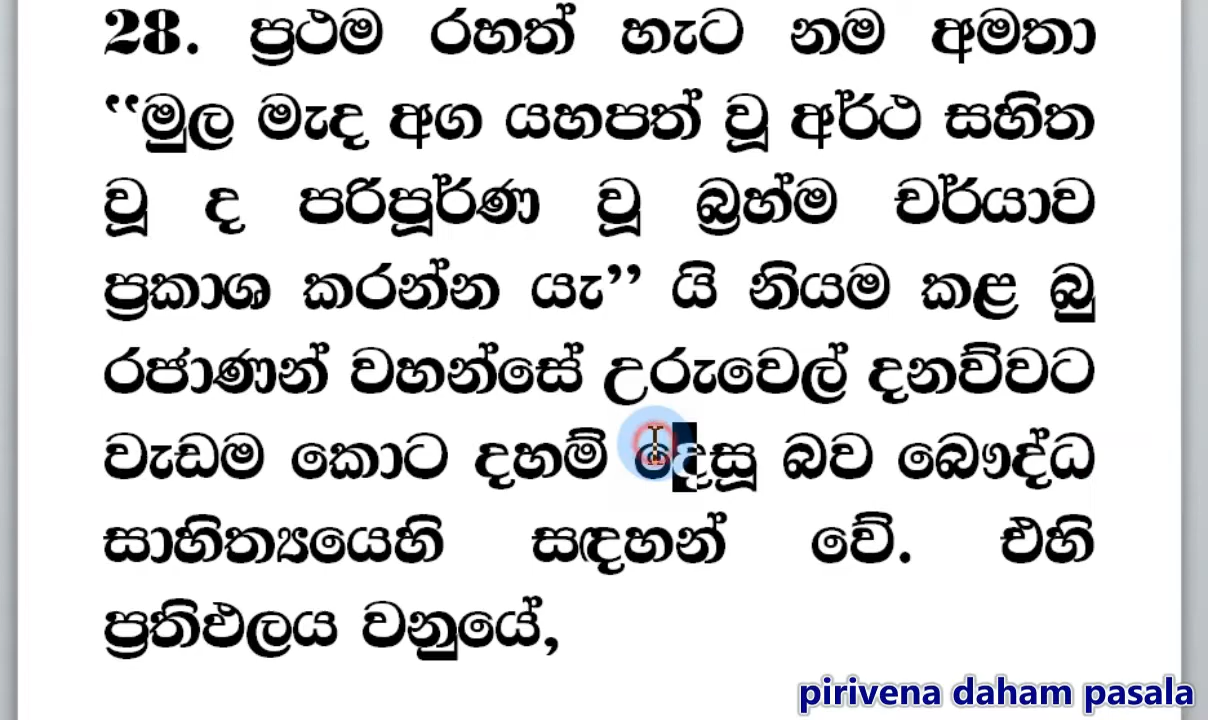 28. ප්‍රථම රහත් හැට නම අමතා
“මුල මැද අග යහපත් වූ අර්ථ සහිත
වූ ද පරිපූර්ණ වූ බ්‍රහ්ම චර්යාව
ප්‍රකාශ කරන්න යැ” යි නියම කළ බු
රජාණන් වහන්සේ උරුවෙල් දනව්වට
වැඩම කොට දහම් දෙසූ බව බෞද්ධ
සාහිත්‍යයෙහි සඳහන් වේ. එහි
ප්‍රතිඵලය වනුයේ,
pirivena daham pasala